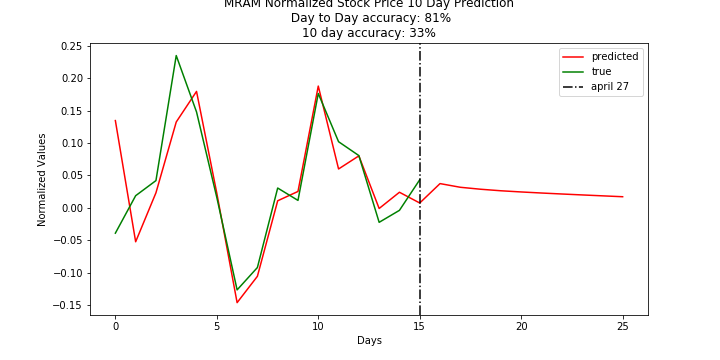 MRAM Normalized Stock Price 10 Day Prediction
Day to Day accuracy: 81%
10 day accuracy: 33%
0.25
0.20
0.15
0.10
0.05
0.00
−0.05
−0.10
−0.15
Normalized Values
predicted
true
april 27
0
5
10
15
20
25
Days